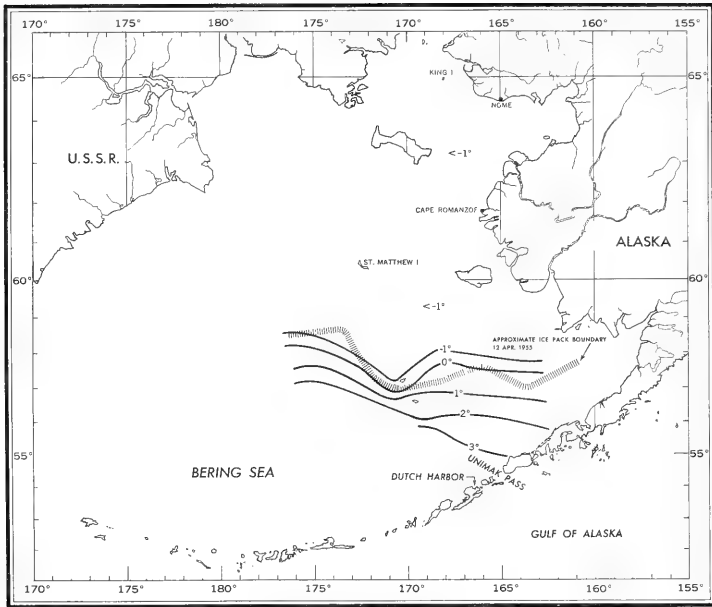 170° 180° 175° 170° 165° 160° 155°
65° 65°
KING I
NOME
U.S.S.R.
<-1°
CAPE ROMANZOF
ALASKA
ST. MATTHEW I
60° 60°
<-1°
APPROXIMATE ICE PACK BOUNDARY
12 APR. 1955
-1°
0°
1°
2°
3°
55° 55°
UNIMAK PASS
BERING SEA
DUTCH HARBOR
GULF OF ALASKA
170° 180° 175° 170° 165° 160° 155°